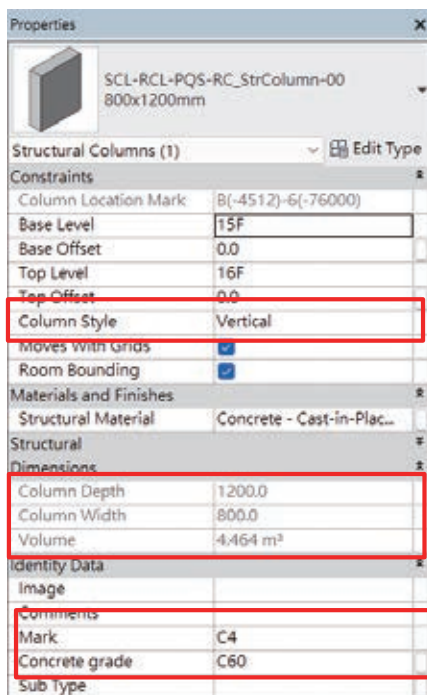 Properties
SCL-RCL-PQS-RC_StrColumn-00
800x1200mm
Structural Columns (1) Edit Type
Constraints
Column Location Mark B(-4512)-6(-76000)
Base Level 15F
Base Offset 0.0
Top Level 16F
Top Offset 0.0
Column Style Vertical
Moves With Grids
Room Bounding
Materials and Finishes
Structural Material Concrete - Cast-in-Plac...
Structural
Dimensions
Column Depth 1200.0
Column Width 800.0
Volume 4.464 m³
Identity Data
Image
Comments
Mark C4
Concrete grade C60
Sub Type